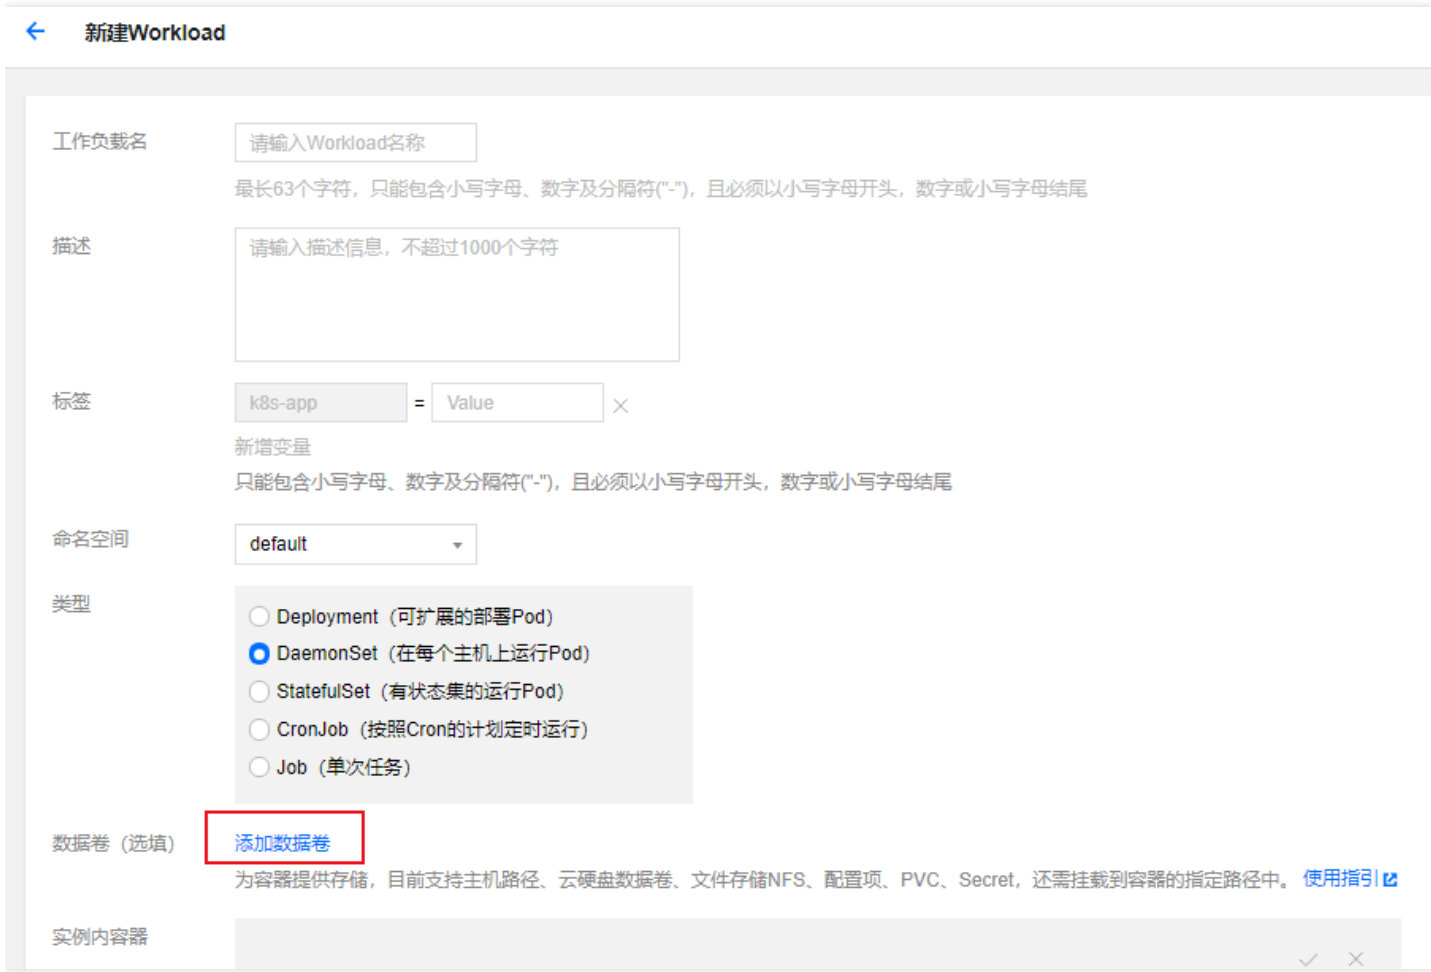 新建Workload
工作负载名
请输入Workload名称
最长63个字符，只能包含小写字母、数字及分隔符("-")，且必须以小写字母开头，数字或小写字母结尾
描述
请输入描述信息，不超过1000个字符
标签
k8s-app = Value
新增变量
只能包含小写字母、数字及分隔符("-")，且必须以小写字母开头，数字或小写字母结尾
命名空间
default
类型
Deployment（可扩展的部署Pod）
DaemonSet（在每个主机上运行Pod）
StatefulSet（有状态集的运行Pod）
CronJob（按照Cron的计划定时运行）
Job（单次任务）
数据卷（选填）
添加数据卷
为容器提供存储，目前支持主机路径、云硬盘数据卷、文件存储NFS、配置项、PVC、Secret，还需挂载到容器的指定路径中。使用指引
实例内容器